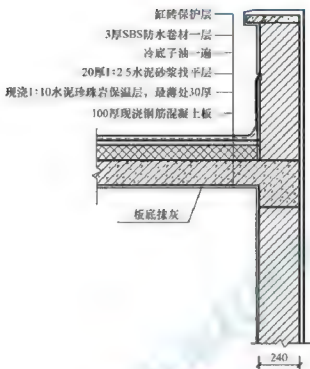 缸砖保护层
3厚SBS防水卷材一层
冷底子油一遍
20厚1:2.5水泥砂浆找平层
现浇1:10水泥珍珠岩保温层，最薄处30厚
100厚现浇钢筋混凝土板
板底抹灰
240